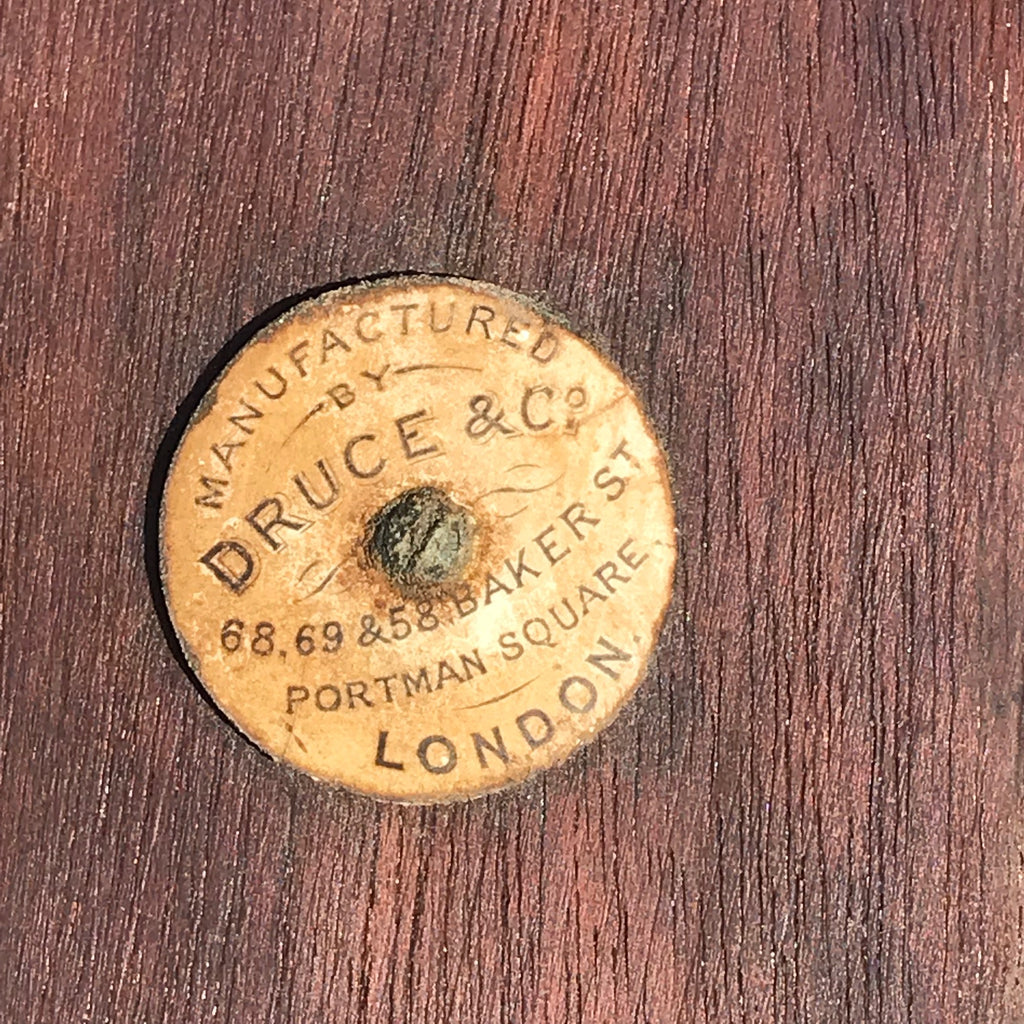 MANUFACTURED
BY
DRUCE & Co
68, 69 & 58, BAKER ST
PORTMAN SQUARE
LONDON.